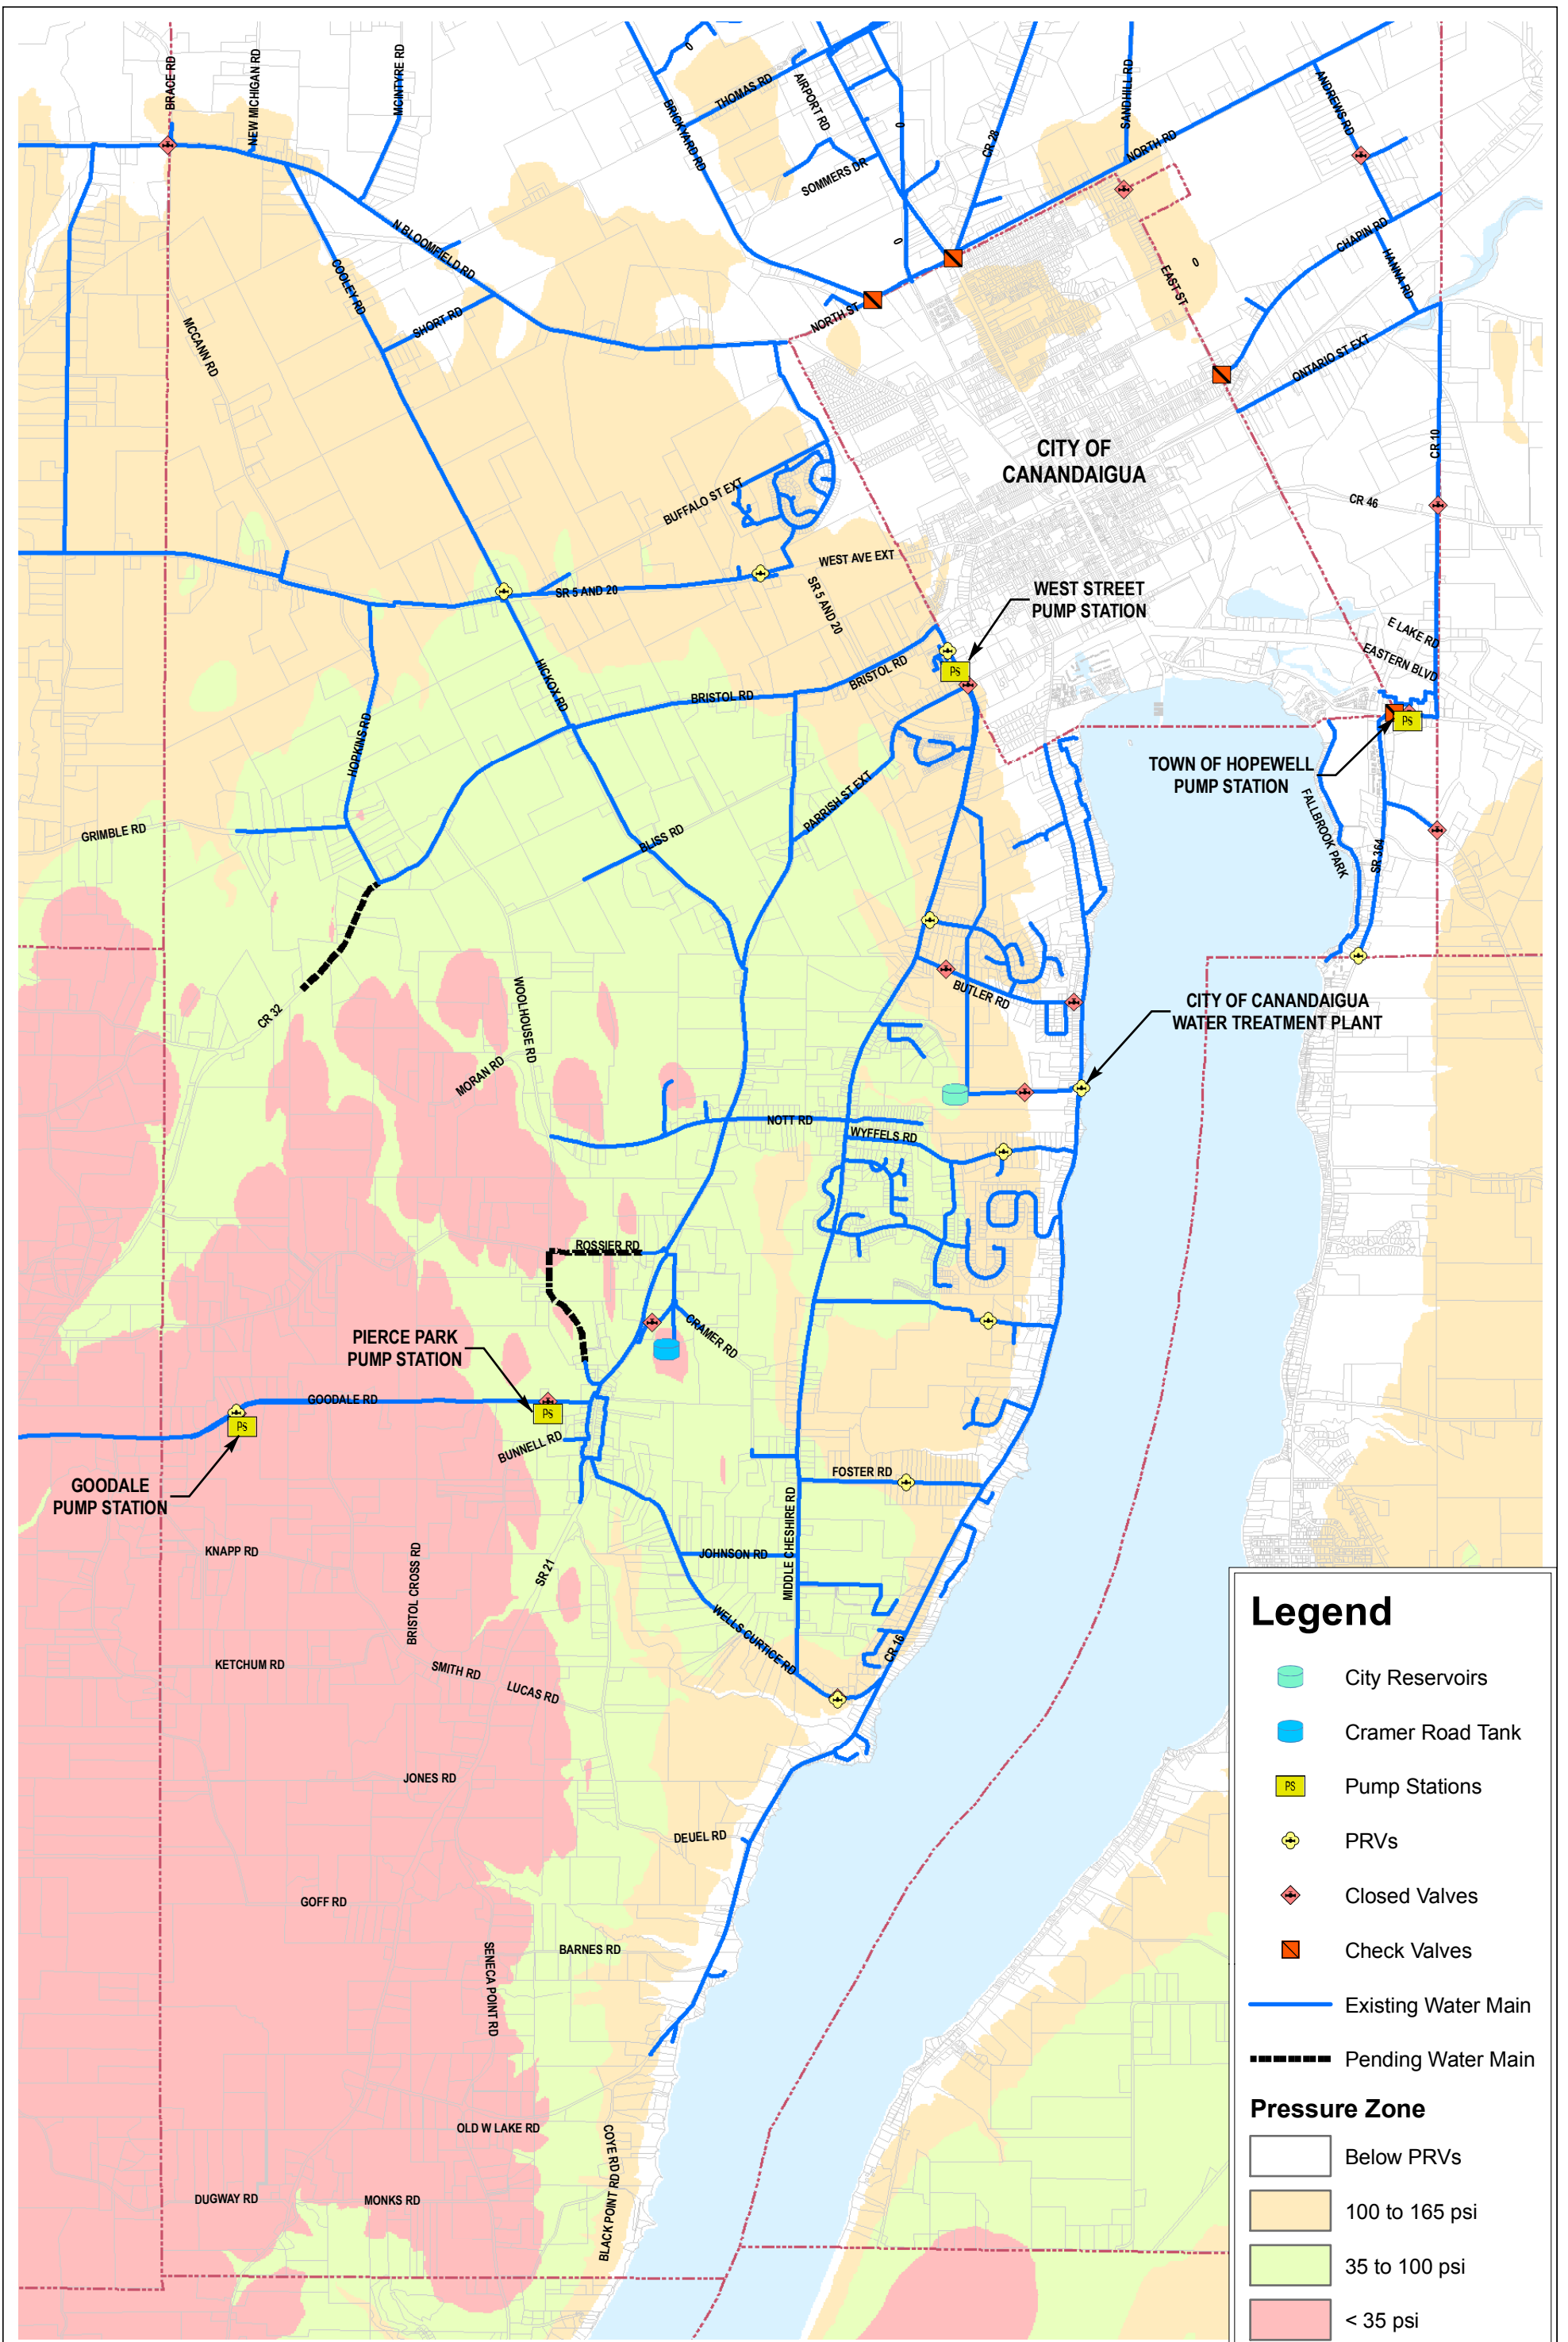 BRACE RD
NEW MICHIGAN RD
MCINTYRE RD
0
THOMAS RD
AIRPORT RD
BRICKYARD RD
0
SOMMERS DR
CR 28
SANDHILL RD
NORTH RD
ANDREWS RD
N BLOOMFIELD RD
0
CHAPIN RD
HANNA RD
0
EAST ST
COOLEY RD
SHORT RD
NORTH ST
MCCANN RD
ONTARIO ST EXT
CR 10
CITY OF
CANANDAIGUA
BUFFALO ST EXT
CR 46
WEST AVE EXT
SR 5 AND 20
SR 5 AND 20
WEST STREET
PUMP STATION
E LAKE RD
EASTERN BLVD
HICKOX RD
BRISTOL RD
BRISTOL RD
PS
PS
HOPKINS RD
TOWN OF HOPEWELL
PUMP STATION
PARRISH ST EXT
FALLBROOK PARK
SR 364
GRIMBLE RD
BLISS RD
BUTLER RD
CITY OF CANANDAIGUA
WATER TREATMENT PLANT
CR 32
WOOLHOUSE RD
MORAN RD
NOTT RD
WYFFELS RD
ROSSIER RD
CRAMER RD
PIERCE PARK
PUMP STATION
GOODALE RD
PS
PS
BUNNELL RD
GOODALE
PUMP STATION
FOSTER RD
MIDDLE CHESHIRE RD
KNAPP RD
BRISTOL CROSS RD
SR 21
JOHNSON RD
WELLS CURTICE RD
CR 16
KETCHUM RD
SMITH RD
LUCAS RD
JONES RD
DEUEL RD
GOFF RD
SENECA POINT RD
BARNES RD
OLD W LAKE RD
COYE RD
BLACK POINT RD
DUGWAY RD
MONKS RD
Legend
City Reservoirs
Cramer Road Tank
PS
Pump Stations
PRVs
Closed Valves
Check Valves
Existing Water Main
Pending Water Main
Pressure Zone
Below PRVs
100 to 165 psi
35 to 100 psi
< 35 psi